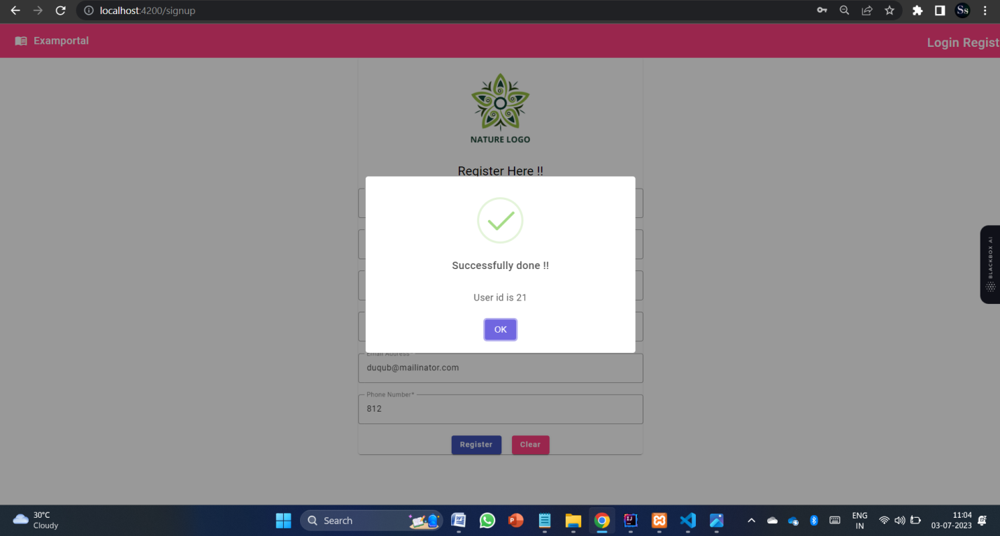 localhost:4200/signup
Ss
Examportal
Login Regist
NATURE LOGO
Register Here !!
Successfully done !!
User id is 21
OK
Email Address*
duqub@mailinator.com
Phone Number*
812
Register Clear
BLACKBOX AI
30°C
Cloudy
Search
ENG
IN
11:04
03-07-2023